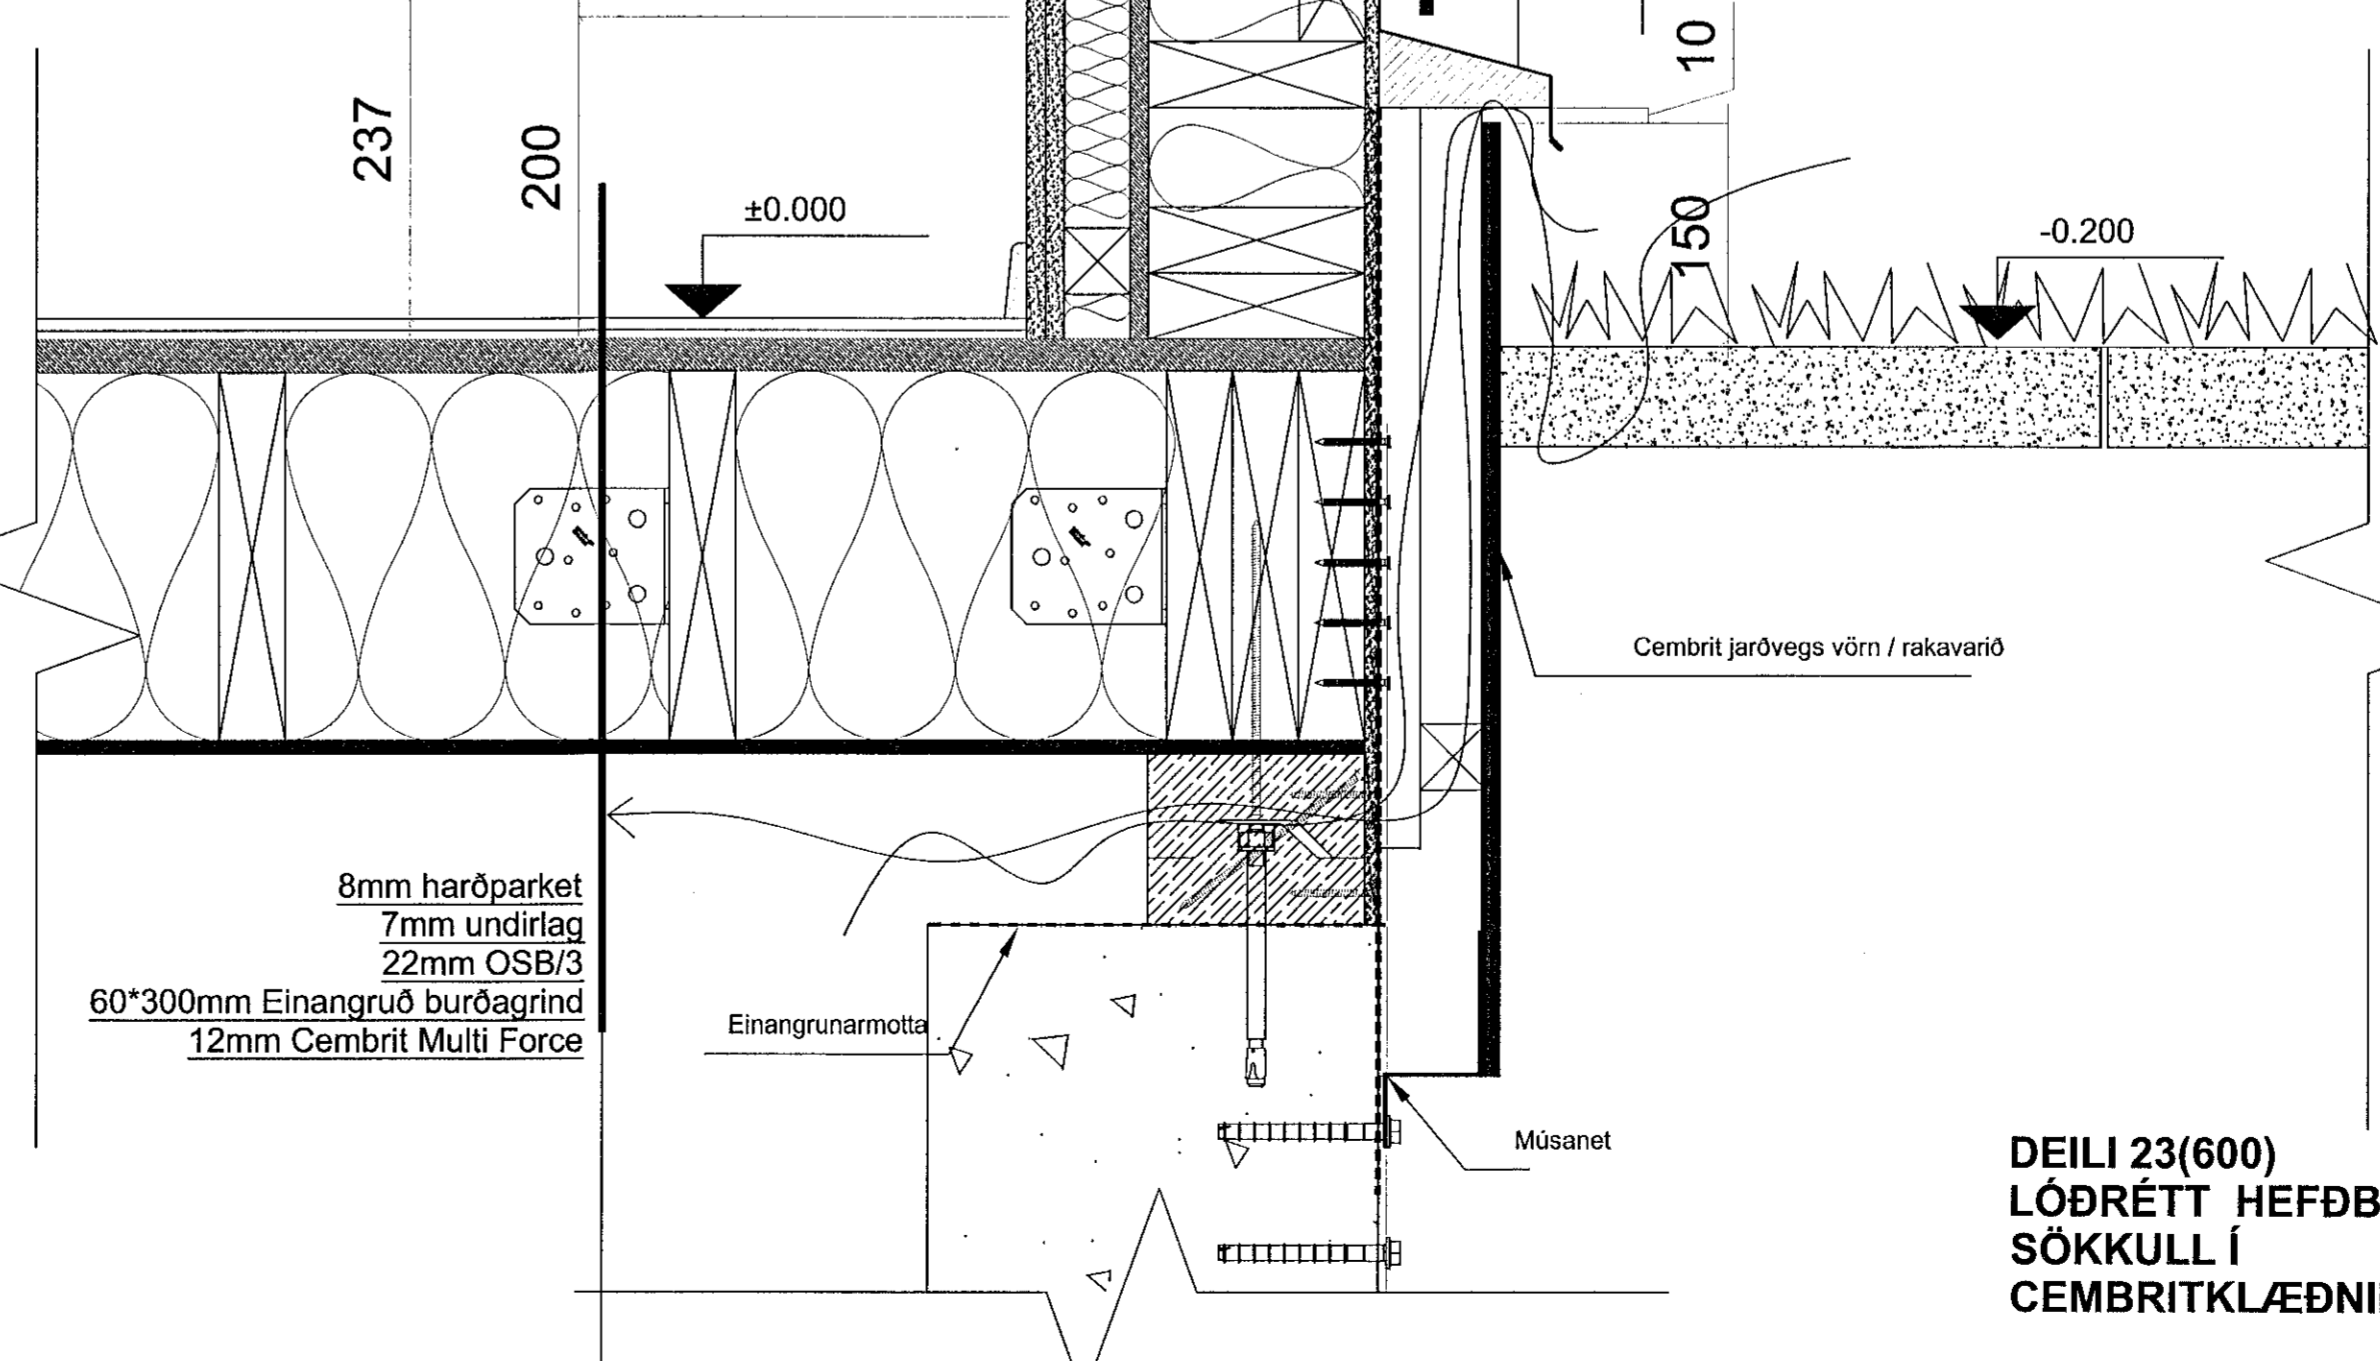 237
200
±0.000
10
150
-0.200
Cembrit jarðvegs vörn / rakavarið
8mm harðparket
7mm undirlag
22mm OSB/3
60*300mm Einangruð burðagrind
12mm Cembrit Multi Force
Einangrunarmotta
Músanet
DEILI 23(600)
LÓÐRÉTT HEFÐB
SÖKKULL Í
CEMBRITKLÆÐNI